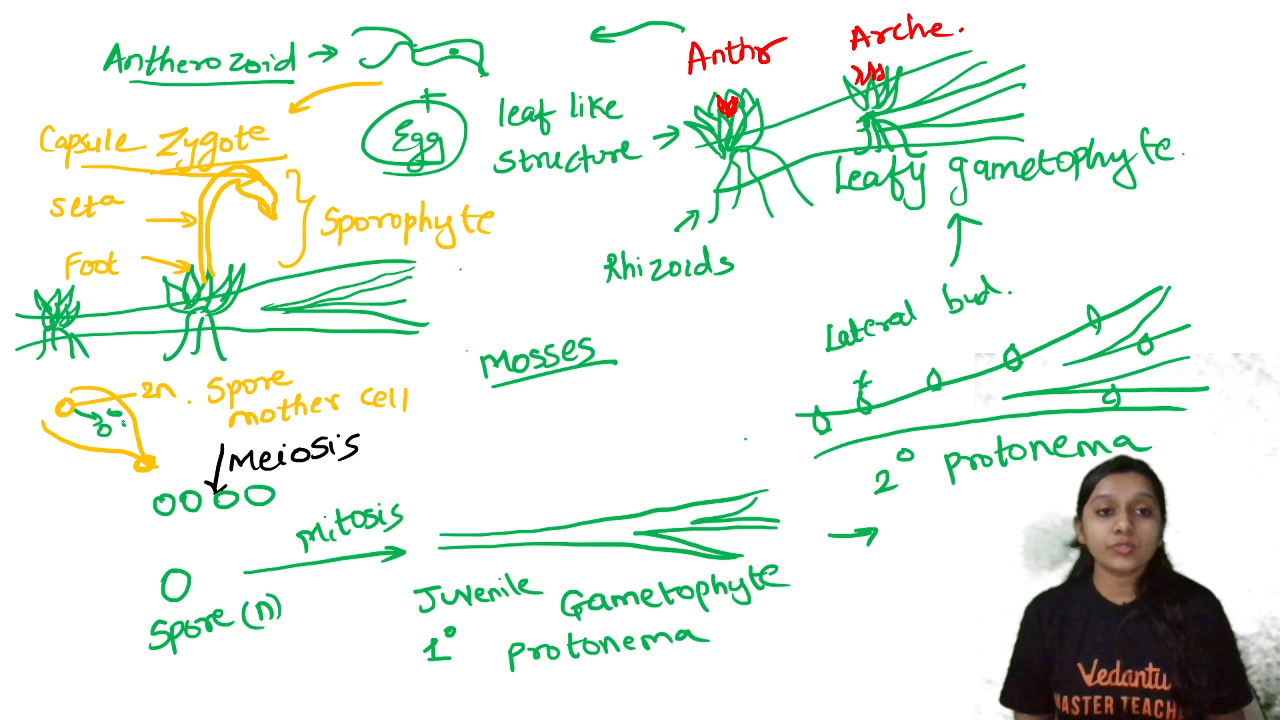 Antherozoid
Anthr
Arche.
+
Egg
leaf like
structure
Capsule Zygote
Seta
Sporophyte
Foot
Rhizoids
Leafy gametophyte.
Lateral bud.
Mosses
2n. Spore
mother cell
Meiosis
2° protonema
Mitosis
Spore (n)
Juvenile Gametophyte
1° protonema
Vedantu
MASTER TEACH